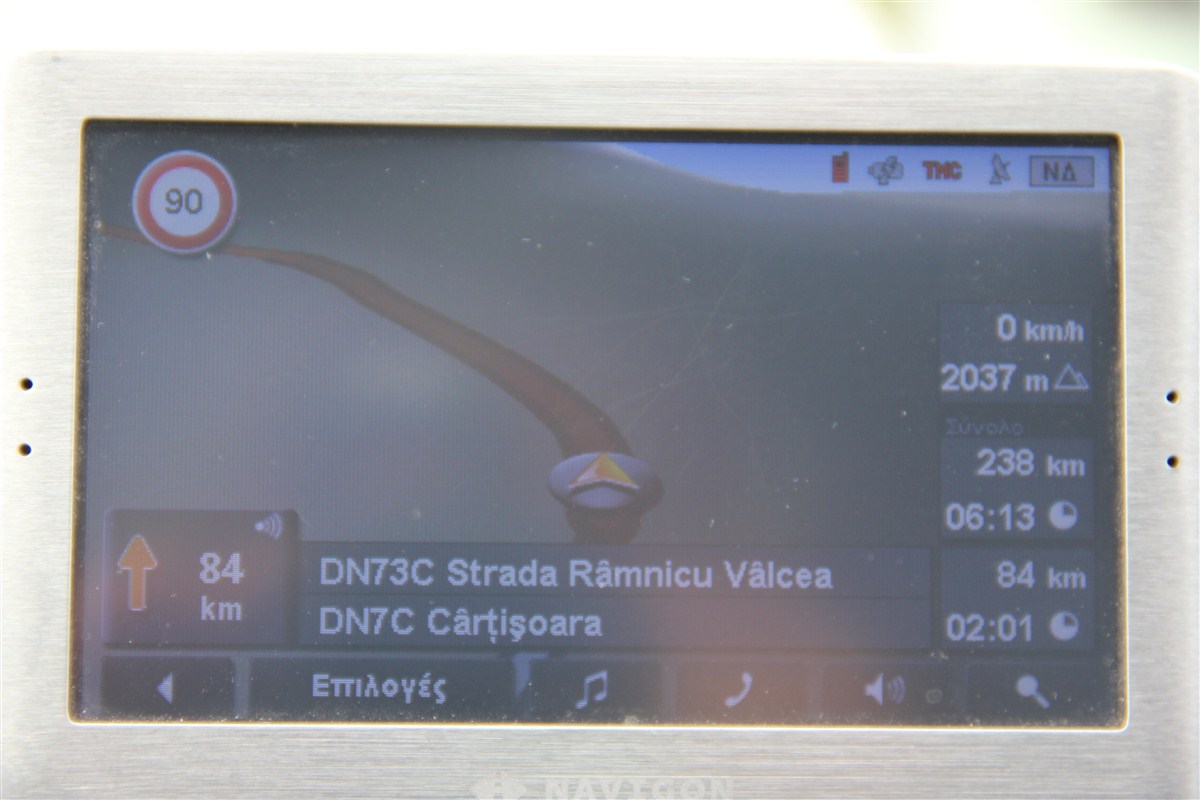 90
TMC
ΝΔ
0 km/h
2037 m
Σύνολο
238 km
06:13
84 km
DN73C Strada Râmnicu Vâlcea
DN7C Cârțișoara
84 km
02:01
Επιλογές
NAVIGON